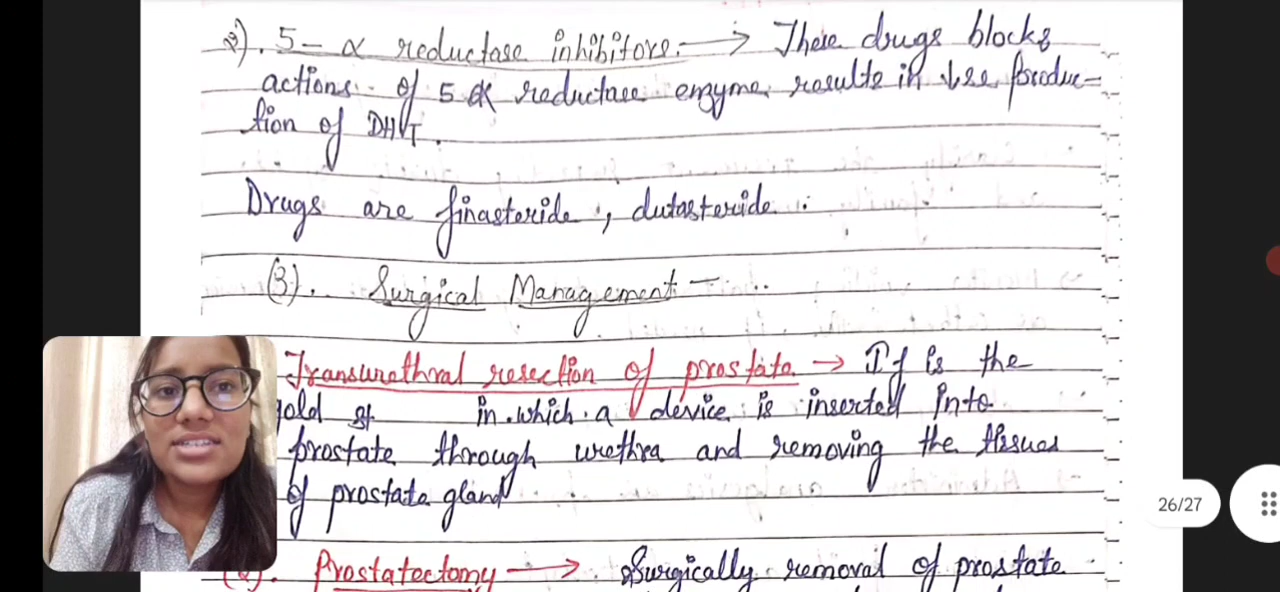 2). 5-α reductase inhibitors. → These drugs blocks
actions of 5 α reductase enzyme results in ↓se produc-
tion of DHT.
Drugs are finasteride, dutasteride.
(3). Surgical Management -
Transurethral resection of prostate → It is the
gold st in which a device is inserted into
prostate through urethra and removing the tissues
of prostate gland
26/27
Prostatectomy → Surgically removal of prostate